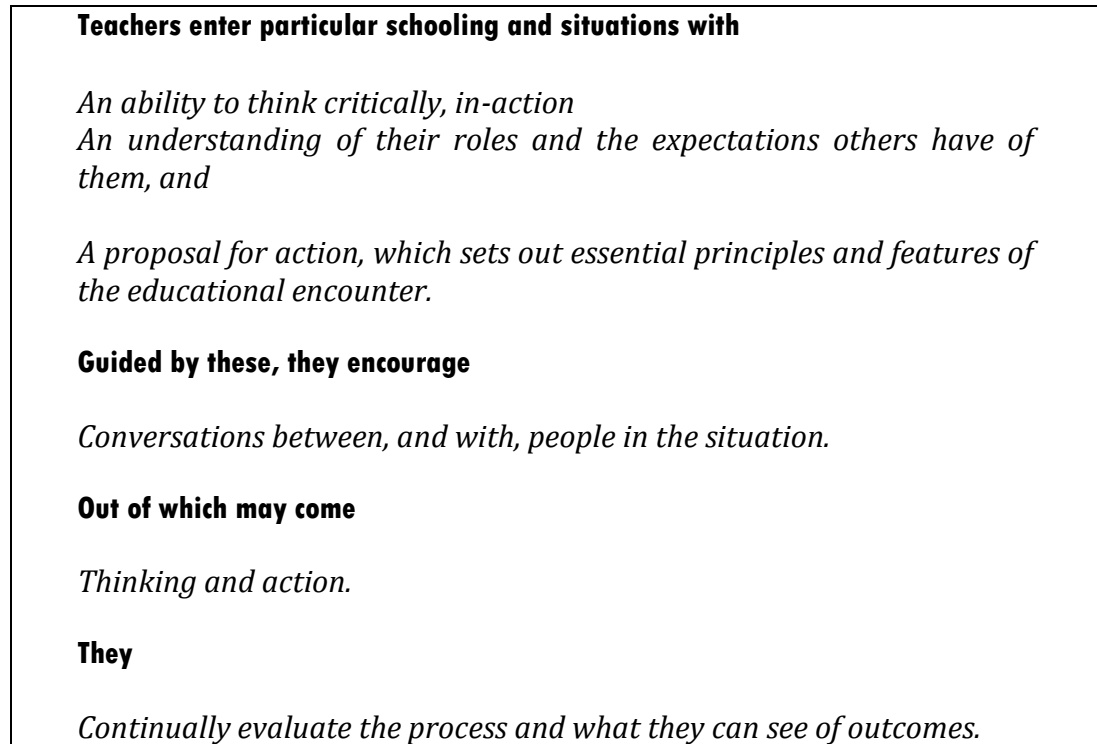 Teachers enter particular schooling and situations with
An ability to think critically, in-action
An understanding of their roles and the expectations others have of
them, and
A proposal for action, which sets out essential principles and features of
the educational encounter.
Guided by these, they encourage
Conversations between, and with, people in the situation.
Out of which may come
Thinking and action.
They
Continually evaluate the process and what they can see of outcomes.